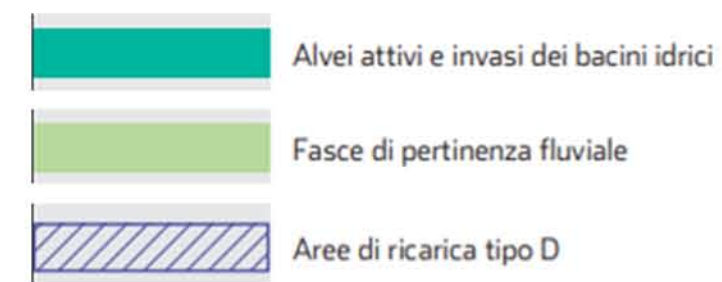 Alvei attivi e invasi dei bacini idrici
Fasce di pertinenza fluviale
Aree di ricarica tipo D